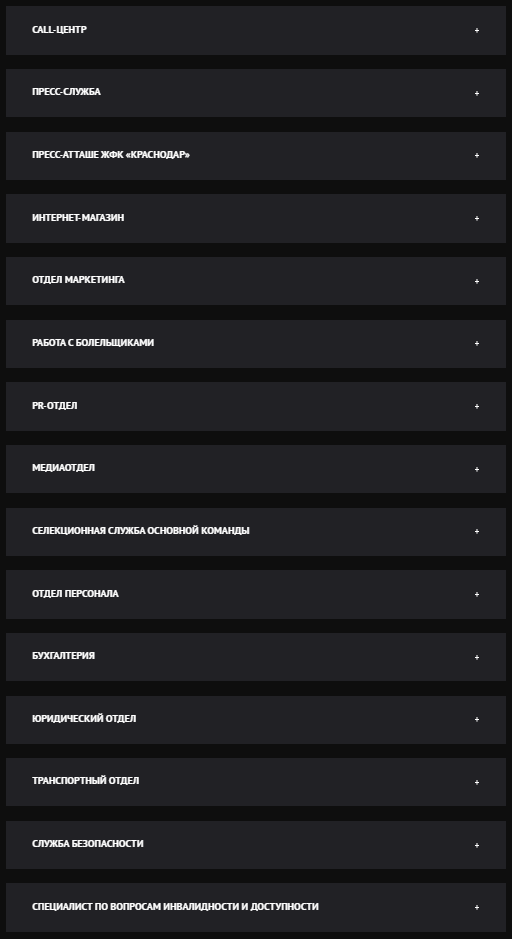 CALL-ЦЕНТР +
ПРЕСС-СЛУЖБА +
ПРЕСС-АТТАШЕ ЖФК «КРАСНОДАР» +
ИНТЕРНЕТ-МАГАЗИН +
ОТДЕЛ МАРКЕТИНГА +
РАБОТА С БОЛЕЛЬЩИКАМИ +
PR-ОТДЕЛ +
МЕДИАОТДЕЛ +
СЕЛЕКЦИОННАЯ СЛУЖБА ОСНОВНОЙ КОМАНДЫ +
ОТДЕЛ ПЕРСОНАЛА +
БУХГАЛТЕРИЯ +
ЮРИДИЧЕСКИЙ ОТДЕЛ +
ТРАНСПОРТНЫЙ ОТДЕЛ +
СЛУЖБА БЕЗОПАСНОСТИ +
СПЕЦИАЛИСТ ПО ВОПРОСАМ ИНВАЛИДНОСТИ И ДОСТУПНОСТИ +